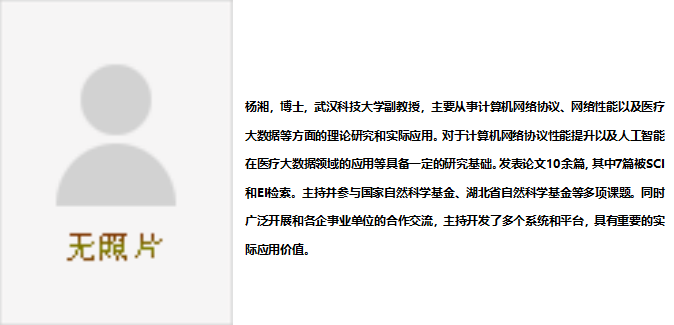 无照片
杨湘，博士，武汉科技大学副教授，主要从事计算机网络协议、网络性能以及医疗
大数据等方面的理论研究和实际应用。对于计算机网络协议性能提升以及人工智能
在医疗大数据领域的应用等具备一定的研究基础。发表论文10余篇，其中7篇被SCI
和EI检索。主持并参与国家自然科学基金、湖北省自然科学基金等多项课题。同时
广泛开展和各企事业单位的合作交流，主持开发了多个系统和平台，具有重要的实
际应用价值。